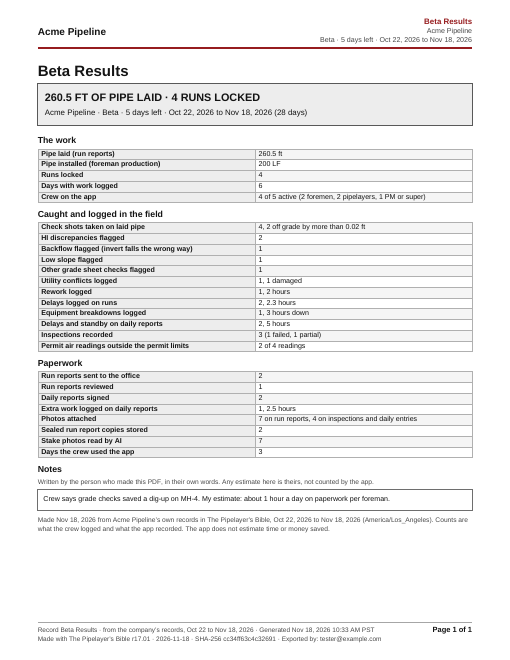 Acme Pipeline
Beta Results
Acme Pipeline
Beta · 5 days left · Oct 22, 2026 to Nov 18, 2026
Beta Results
260.5 FT OF PIPE LAID · 4 RUNS LOCKED
Acme Pipeline · Beta · 5 days left · Oct 22, 2026 to Nov 18, 2026 (28 days)
The work
Pipe laid (run reports) 260.5 ft
Pipe installed (foreman production) 200 LF
Runs locked 4
Days with work logged 6
Crew on the app 4 of 5 active (2 foremen, 2 pipelayers, 1 PM or super)
Caught and logged in the field
Check shots taken on laid pipe 4, 2 off grade by more than 0.02 ft
HI discrepancies flagged 2
Backflow flagged (invert falls the wrong way) 1
Low slope flagged 1
Other grade sheet checks flagged 1
Utility conflicts logged 1, 1 damaged
Rework logged 1, 2 hours
Delays logged on runs 2, 2.3 hours
Equipment breakdowns logged 1, 3 hours down
Delays and standby on daily reports 2, 5 hours
Inspections recorded 3 (1 failed, 1 partial)
Permit air readings outside the permit limits 2 of 4 readings
Paperwork
Run reports sent to the office 2
Run reports reviewed 1
Daily reports signed 2
Extra work logged on daily reports 1, 2.5 hours
Photos attached 7 on run reports, 4 on inspections and daily entries
Sealed run report copies stored 2
Stake photos read by AI 7
Days the crew used the app 3
Notes
Written by the person who made this PDF, in their own words. Any estimate here is theirs, not counted by the app.
Crew says grade checks saved a dig-up on MH-4. My estimate: about 1 hour a day on paperwork per foreman.
Made Nov 18, 2026 from Acme Pipeline's own records in The Pipelayer's Bible, Oct 22, 2026 to Nov 18, 2026 (America/Los_Angeles). Counts are
what the crew logged and what the app recorded. The app does not estimate time or money saved.
Record Beta Results · from the company's records, Oct 22 to Nov 18, 2026 · Generated Nov 18, 2026 10:33 AM PST
Page 1 of 1
Made with The Pipelayer's Bible r17.01 · 2026-11-18 · SHA-256 cc34ff63c4c32691 · Exported by: tester@example.com